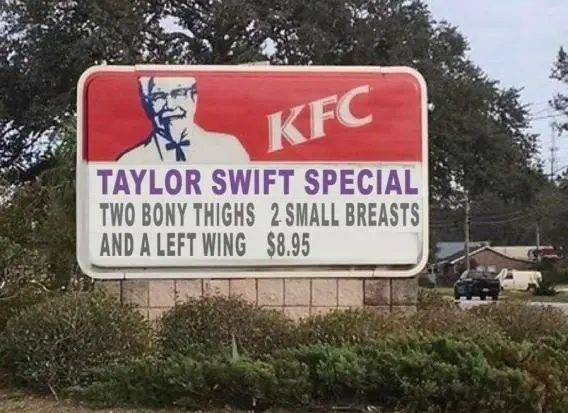 KFC
TAYLOR SWIFT SPECIAL
TWO BONY THIGHS 2 SMALL BREASTS
AND A LEFT WING $8.95